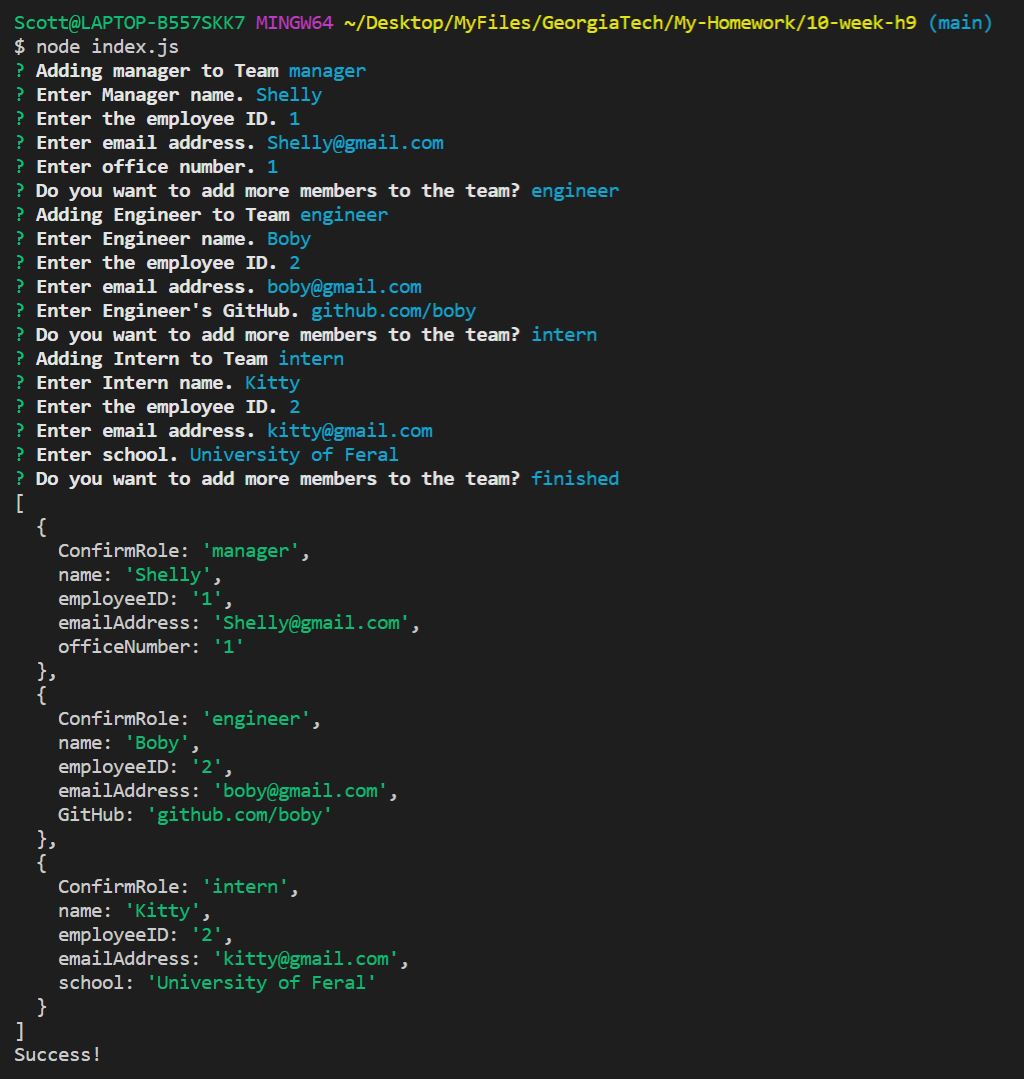 Scott@LAPTOP-B557SKK7 MINGW64 ~/Desktop/MyFiles/GeorgiaTech/My-Homework/10-week-h9 (main)
$ node index.js
? Adding manager to Team manager
? Enter Manager name. Shelly
? Enter the employee ID. 1
? Enter email address. Shelly@gmail.com
? Enter office number. 1
? Do you want to add more members to the team? engineer
? Adding Engineer to Team engineer
? Enter Engineer name. Boby
? Enter the employee ID. 2
? Enter email address. boby@gmail.com
? Enter Engineer's GitHub. github.com/boby
? Do you want to add more members to the team? intern
? Adding Intern to Team intern
? Enter Intern name. Kitty
? Enter the employee ID. 2
? Enter email address. kitty@gmail.com
? Enter school. University of Feral
? Do you want to add more members to the team? finished
[
  {
    ConfirmRole: 'manager',
    name: 'Shelly',
    employeeID: '1',
    emailAddress: 'Shelly@gmail.com',
    officeNumber: '1'
  },
  {
    ConfirmRole: 'engineer',
    name: 'Boby',
    employeeID: '2',
    emailAddress: 'boby@gmail.com',
    GitHub: 'github.com/boby'
  },
  {
    ConfirmRole: 'intern',
    name: 'Kitty',
    employeeID: '2',
    emailAddress: 'kitty@gmail.com',
    school: 'University of Feral'
  }
]
Success!